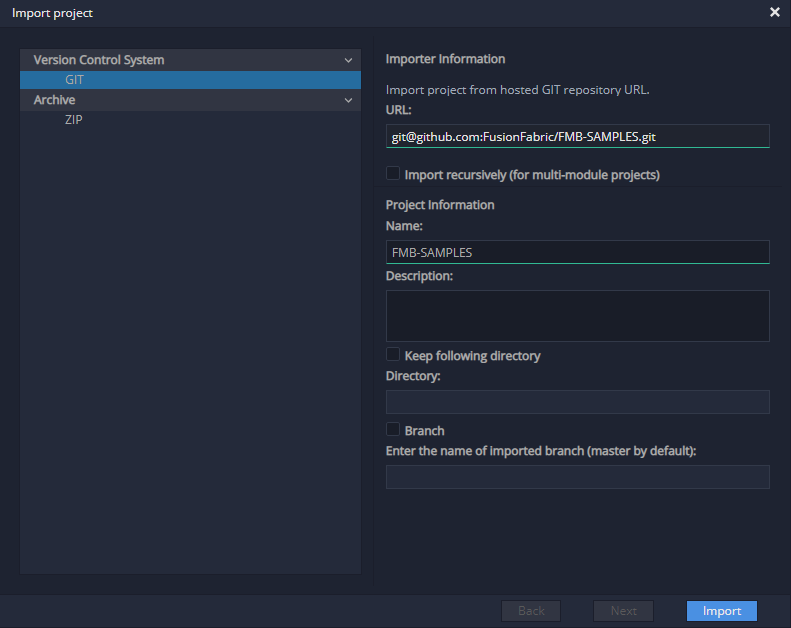 Import project
Version Control System
GIT
Archive
ZIP
Importer Information
Import project from hosted GIT repository URL.
URL:
git@github.com:FusionFabric/FMB-SAMPLES.git
Import recursively (for multi-module projects)
Project Information
Name:
FMB-SAMPLES
Description:
Keep following directory
Directory:
Branch
Enter the name of imported branch (master by default):
Back Next Import